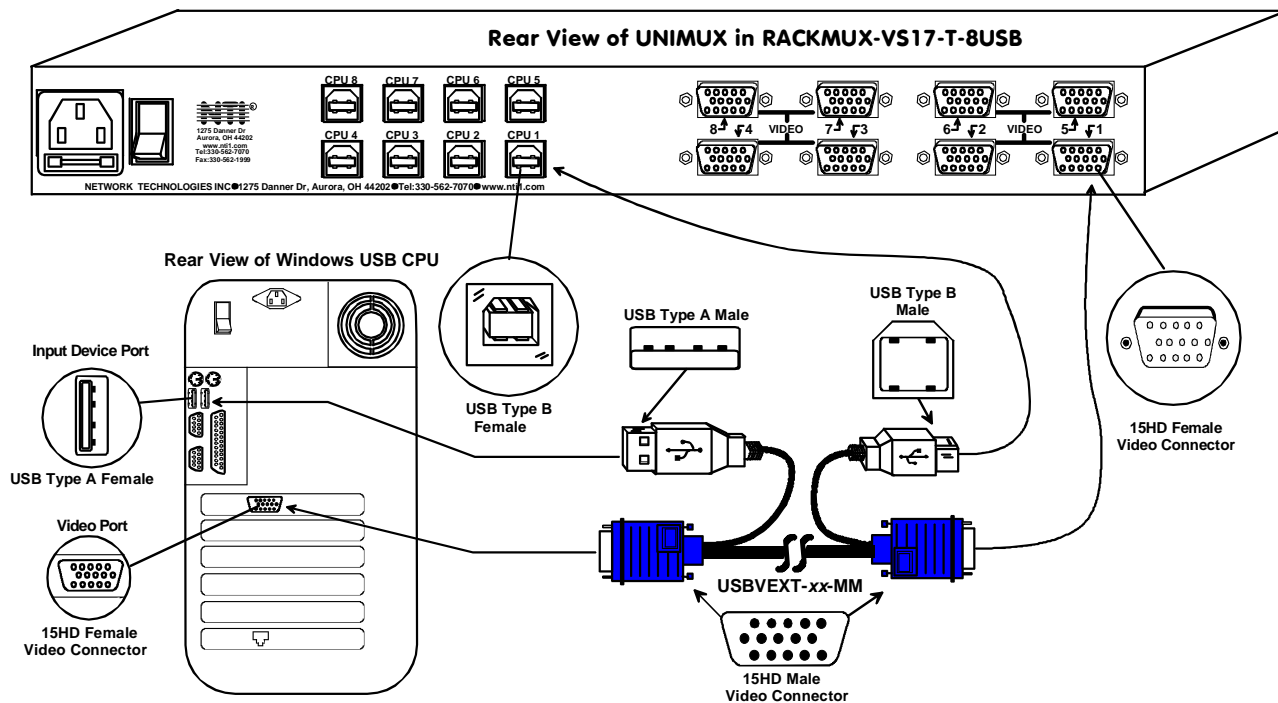 Rear View of UNIMUX in RACKMUX-VS17-T-8USB
CPU 8 CPU 7 CPU 6 CPU 5
NTI®
1275 Danner Dr
Aurora, OH 44202
www.nti1.com
Tel:330-562-7070
Fax:330-562-1999
CPU 4 CPU 3 CPU 2 CPU 1
8 4 VIDEO 7 3 6 2 VIDEO 5 1
NETWORK TECHNOLOGIES INC●1275 Danner Dr, Aurora, OH 44202●Tel:330-562-7070●www.nti1.com
Rear View of Windows USB CPU
Input Device Port
USB Type A Female
Video Port
15HD Female
Video Connector
USB Type B
Female
USB Type A Male
USB Type B
Male
15HD Female
Video Connector
USBVEXT-xx-MM
15HD Male
Video Connector